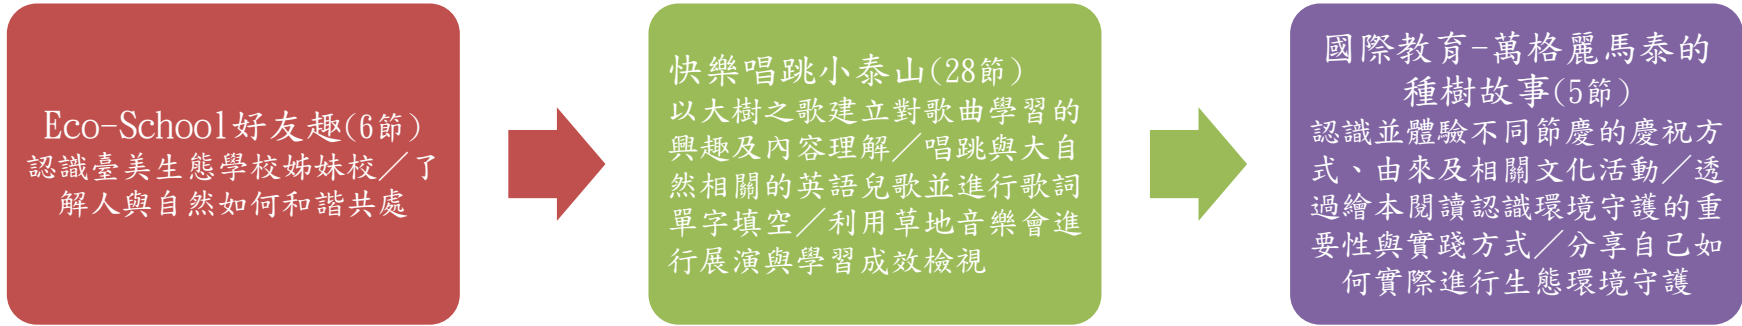 Eco-School好友趣(6節)
認識臺美生態學校姊妹校／了
解人與自然如何和諧共處
快樂唱跳小泰山(28節)
以大樹之歌建立對歌曲學習的
興趣及內容理解／唱跳與大自
然相關的英語兒歌並進行歌詞
單字填空／利用草地音樂會進
行展演與學習成效檢視
國際教育-萬格麗馬泰的
種樹故事(5節)
認識並體驗不同節慶的慶祝方
式、由來及相關文化活動／透
過繪本閱讀認識環境守護的重
要性與實踐方式／分享自己如
何實際進行生態環境守護